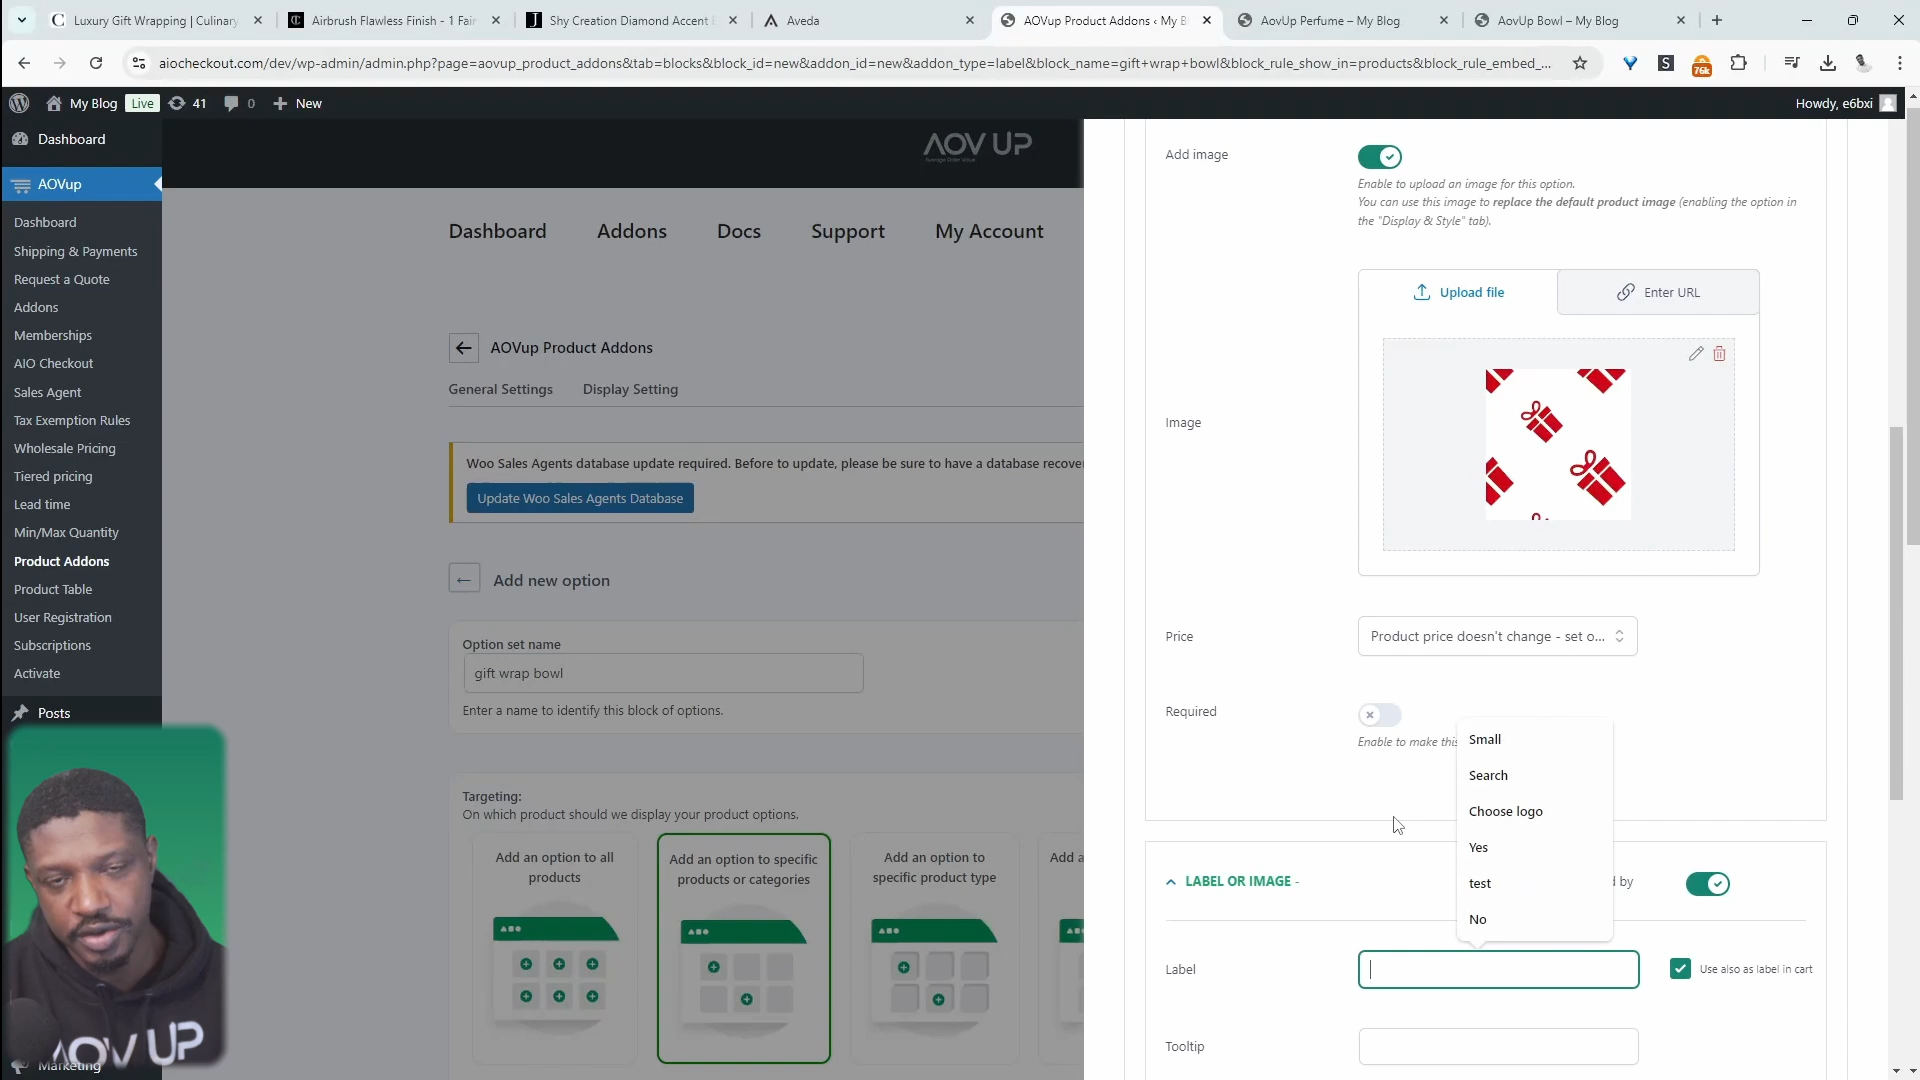 Luxury Gift Wrapping | Culinary
Airbrush Flawless Finish - 1 Fair
Shy Creation Diamond Accent E
Aveda
AOVup Product Addons ‹ My B
AovUp Perfume – My Blog
AovUp Bowl – My Blog
aiocheckout.com/dev/wp-admin/admin.php?page=aovup_product_addons&tab=blocks&block_id=new&addon_id=new&addon_type=label&block_name=gift+wrap+bowl&block_rule_show_in=products&block_rule_embed_...
S
76k
My Blog
Live
41
0
New
Howdy, e6bxi
Dashboard
AOVup
Dashboard
Shipping & Payments
Request a Quote
Addons
Memberships
AIO Checkout
Sales Agent
Tax Exemption Rules
Wholesale Pricing
Tiered pricing
Lead time
Min/Max Quantity
Product Addons
Product Table
User Registration
Subscriptions
Activate
Posts
Marketing
AOV UP
AOV UP
Dashboard
Addons
Docs
Support
My Account
AOVup Product Addons
General Settings
Display Setting
Woo Sales Agents database update required. Before to update, please be sure to have a database recove
Update Woo Sales Agents Database
Add new option
Option set name
gift wrap bowl
Enter a name to identify this block of options.
Targeting:
On which product should we display your product options.
Add an option to all
products
Add an option to specific
products or categories
Add an option to
specific product type
Add a
Add image
Enable to upload an image for this option.
You can use this image to replace the default product image (enabling the option in
the "Display & Style" tab).
Upload file
Enter URL
Image
Price
Product price doesn't change - set o...
Required
Enable to make this
Small
Search
Choose logo
Yes
test
No
LABEL OR IMAGE -
d by
Label
Use also as label in cart
Tooltip